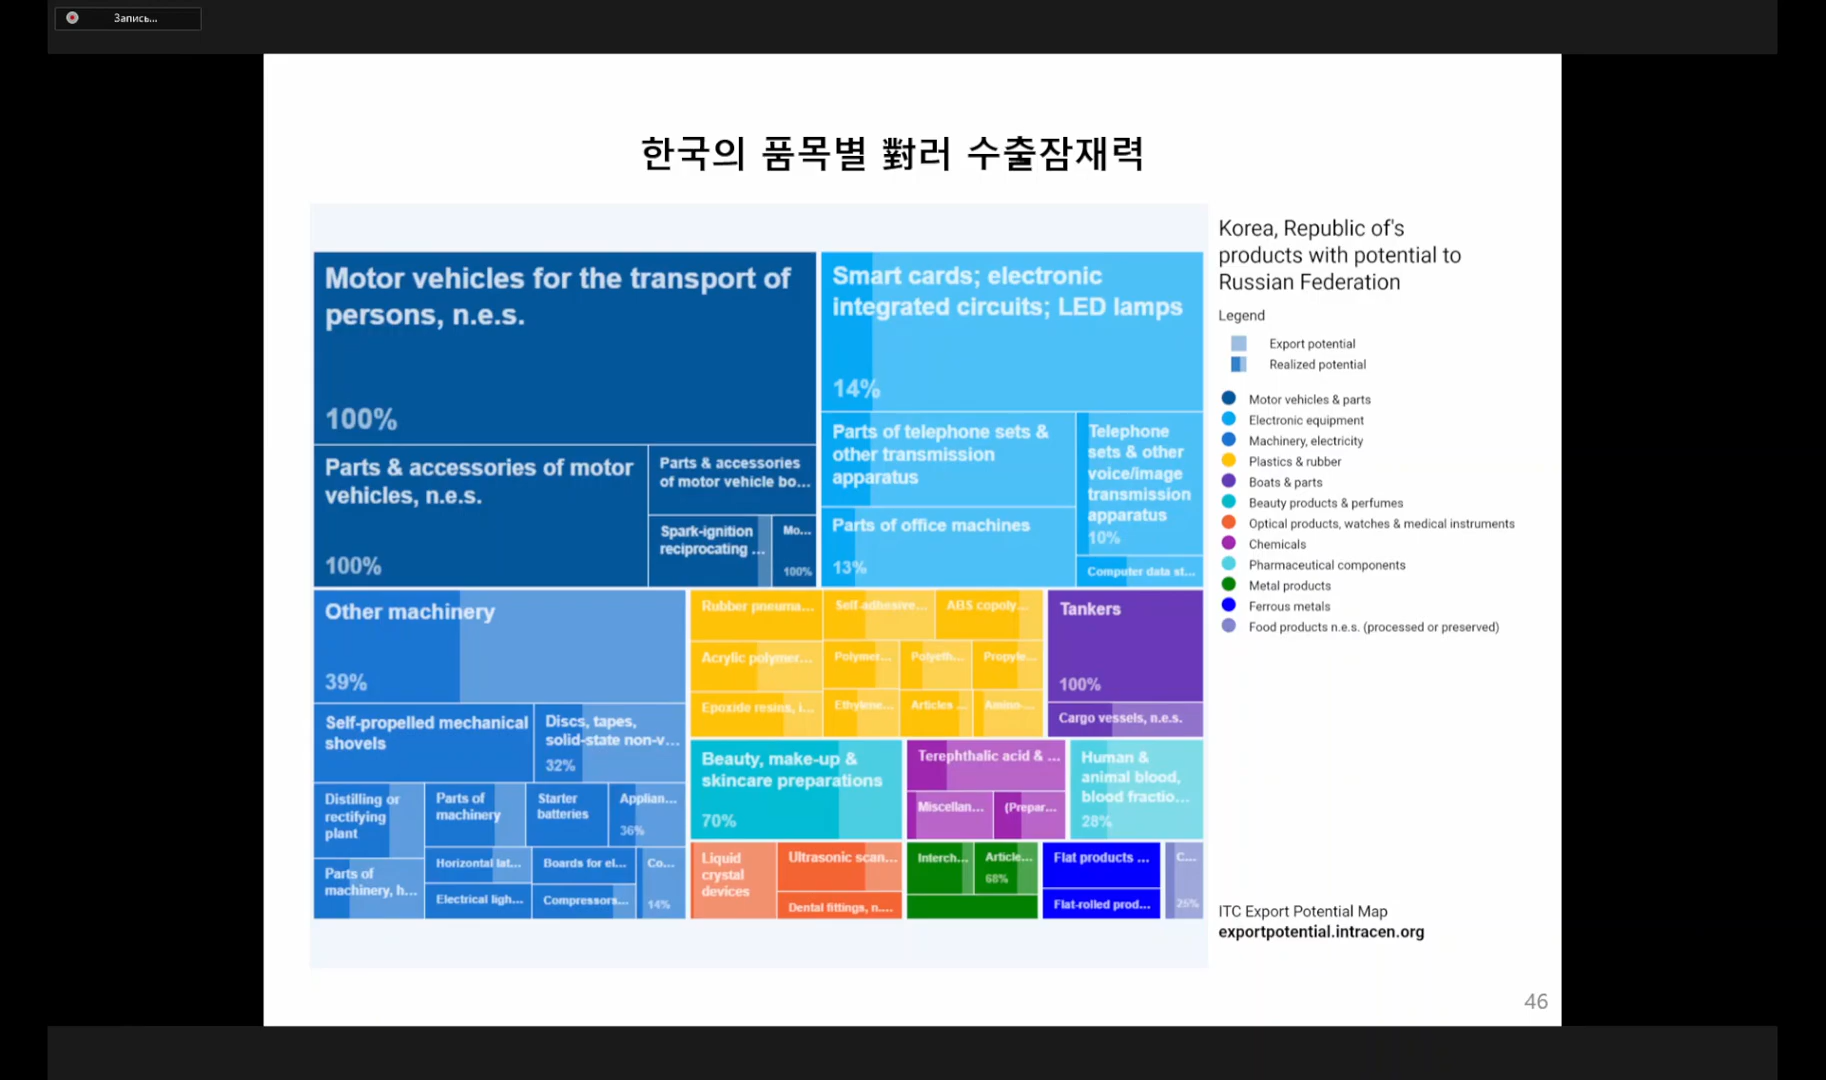 Запись...
한국의 품목별 對러 수출잠재력
Motor vehicles for the transport of
persons, n.e.s.
100%
Parts & accessories of motor
vehicles, n.e.s.
100%
Parts & accessories
of motor vehicle bo...
Spark-ignition
reciprocating ...
Mo...
100%
Smart cards; electronic
integrated circuits; LED lamps
14%
Parts of telephone sets &
other transmission
apparatus
Parts of office machines
13%
Telephone
sets & other
voice/image
transmission
apparatus
10%
Computer data st...
Other machinery
39%
Self-propelled mechanical
shovels
Discs, tapes,
solid-state non-v...
32%
Distilling or
rectifying
plant
Parts of
machinery
Starter
batteries
Applian...
36%
Parts of
machinery, h...
Horizontal lat...
Boards for el...
Co...
14%
Electrical ligh...
Compressors...
Rubber pneuma...
Self-adhesive...
ABS copoly...
Acrylic polymer...
Polymer...
Polyeth...
Propyle...
Epoxide resins, i...
Ethylene...
Articles ...
Amino-...
Tankers
100%
Cargo vessels, n.e.s.
Beauty, make-up &
skincare preparations
70%
Terephthalic acid & ...
Miscellan...
(Prepar...
Human &
animal blood,
blood fractio...
28%
Liquid
crystal
devices
Ultrasonic scan...
Dental fittings, n....
Interch...
Article...
68%
Flat products ...
Flat-rolled prod...
C...
25%
Korea, Republic of's
products with potential to
Russian Federation
Legend
Export potential
Realized potential
Motor vehicles & parts
Electronic equipment
Machinery, electricity
Plastics & rubber
Boats & parts
Beauty products & perfumes
Optical products, watches & medical instruments
Chemicals
Pharmaceutical components
Metal products
Ferrous metals
Food products n.e.s. (processed or preserved)
ITC Export Potential Map
exportpotential.intracen.org
46